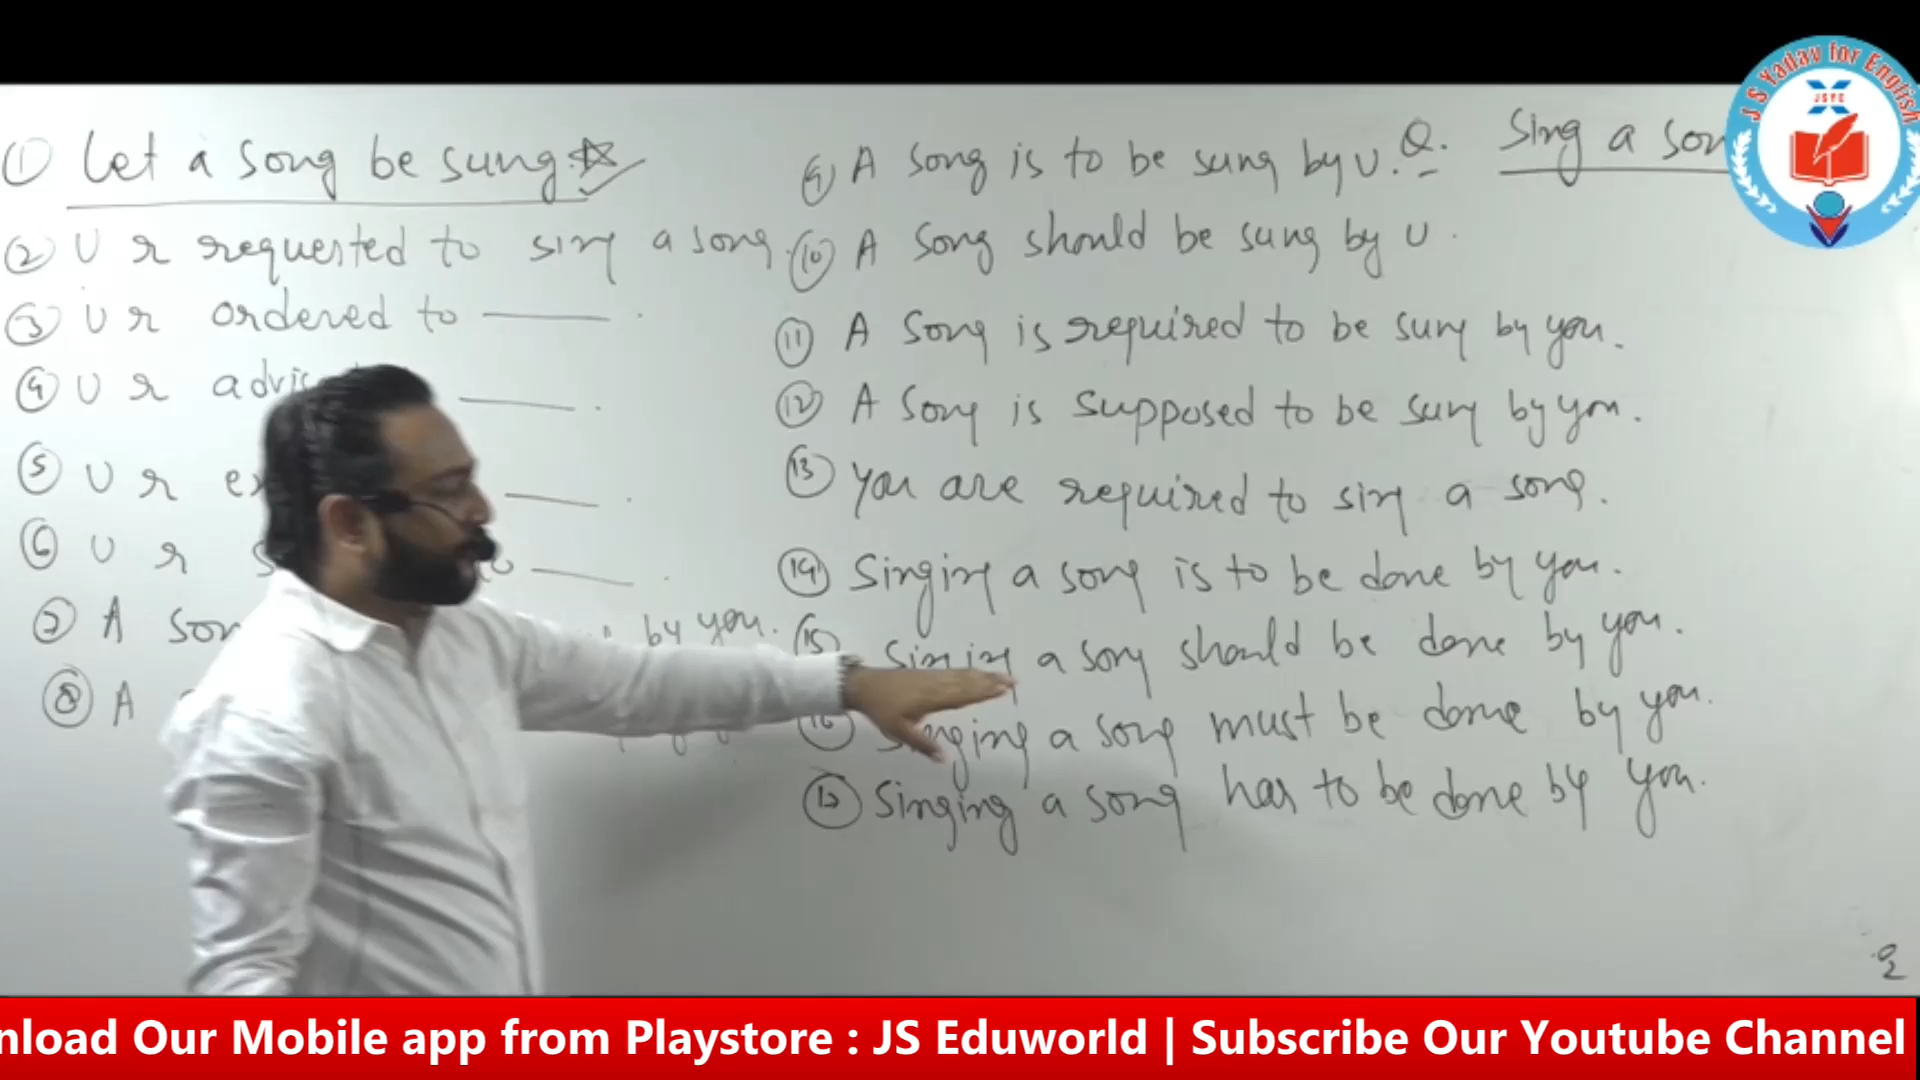 ① Let a song be sung.
② U r requested to sing a song.
③ U r ordered to ——— .
④ U r ——— .
⑤ U r ——— .
⑥ U r ——— .
⑦ A by you.
⑧ A
⑨ A song is to be sung by U.
⑩ A song should be sung by U.
⑪ A song is required to be sung by you.
⑫ A song is supposed to be sung by you.
⑬ You are required to sing a song.
⑭ Singing a song is to be done by you.
⑮ Singing a song should be done by you.
⑯ Singing a song must be done by you.
⑰ Singing a song has to be done by you.
Q. Sing a
J S Yadav for English
JSYE
nload Our Mobile app from Playstore : JS Eduworld | Subscribe Our Youtube Channel